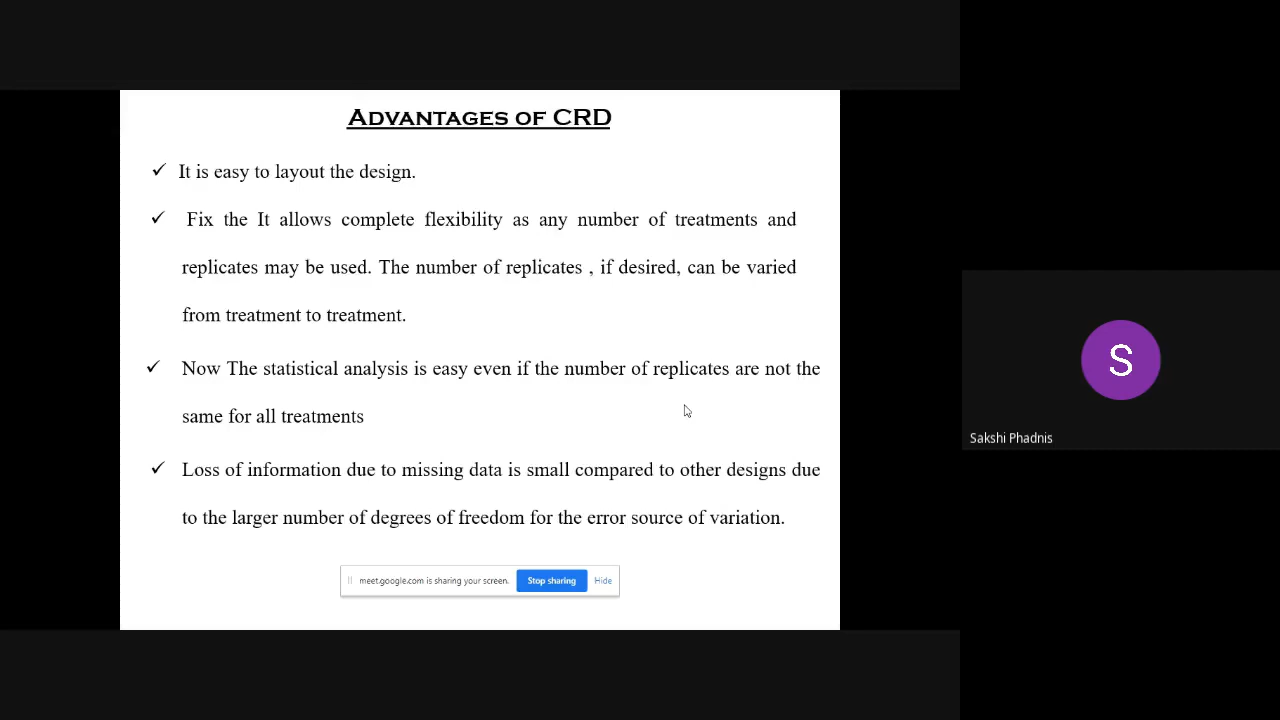 ADVANTAGES OF CRD
It is easy to layout the design.
Fix the It allows complete flexibility as any number of treatments and
replicates may be used. The number of replicates , if desired, can be varied
from treatment to treatment.
Now The statistical analysis is easy even if the number of replicates are not the
same for all treatments
Loss of information due to missing data is small compared to other designs due
to the larger number of degrees of freedom for the error source of variation.
meet.google.com is sharing your screen. Stop sharing Hide
S
Sakshi Phadnis